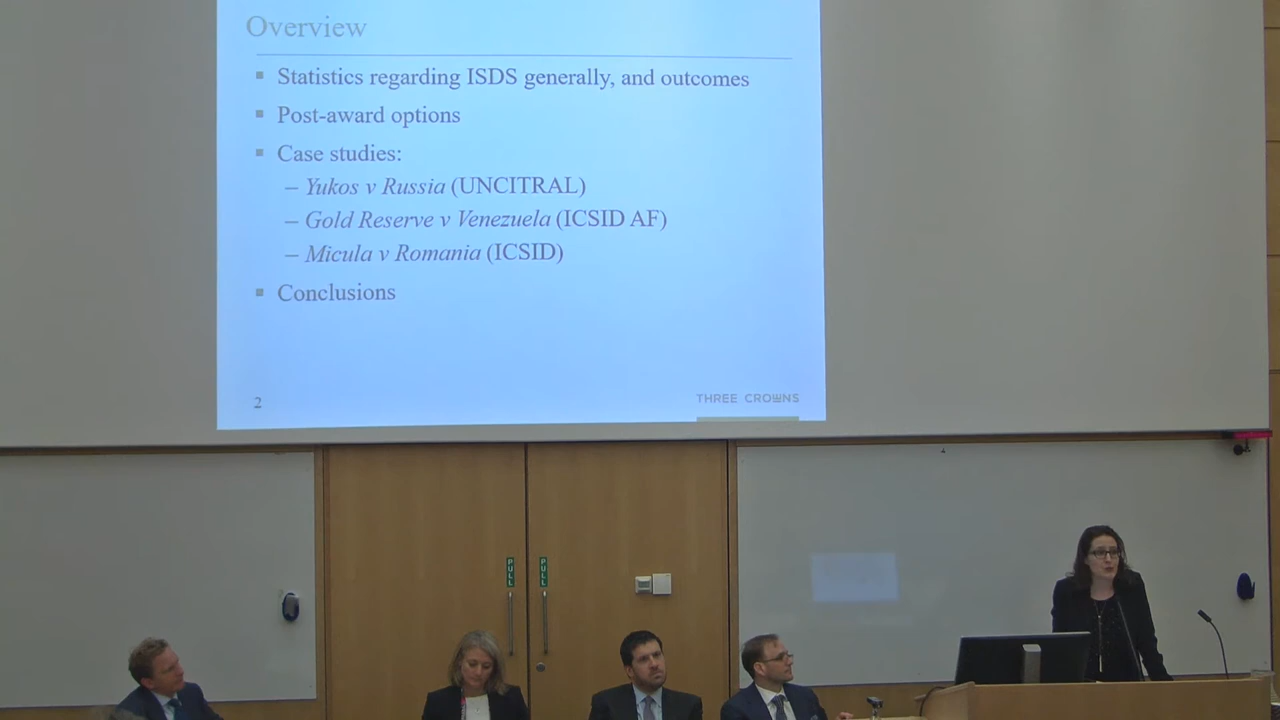 Overview
▪ Statistics regarding ISDS generally, and outcomes
▪ Post-award options
▪ Case studies:
– Yukos v Russia (UNCITRAL)
– Gold Reserve v Venezuela (ICSID AF)
– Micula v Romania (ICSID)
▪ Conclusions
2
THREE CROWNS
PULL
PULL